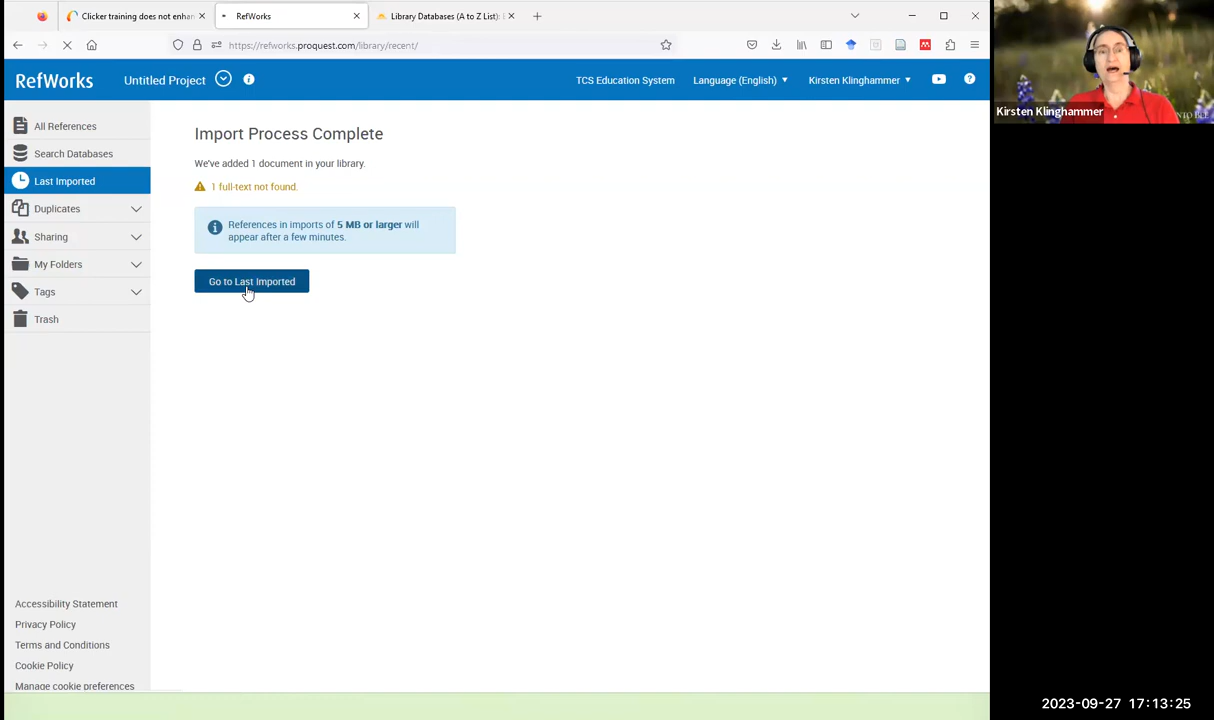 Clicker training does not enhan
RefWorks
Library Databases (A to Z List):
https://refworks.proquest.com/library/recent/
RefWorks
Untitled Project
TCS Education System
Language (English)
Kirsten Klinghammer
Kirsten Klinghammer
All References
Search Databases
Last Imported
Duplicates
Sharing
My Folders
Tags
Trash
Import Process Complete
We've added 1 document in your library.
1 full-text not found.
References in imports of 5 MB or larger will
appear after a few minutes.
Go to Last Imported
Accessibility Statement
Privacy Policy
Terms and Conditions
Cookie Policy
Manage cookie preferences
2023-09-27 17:13:25